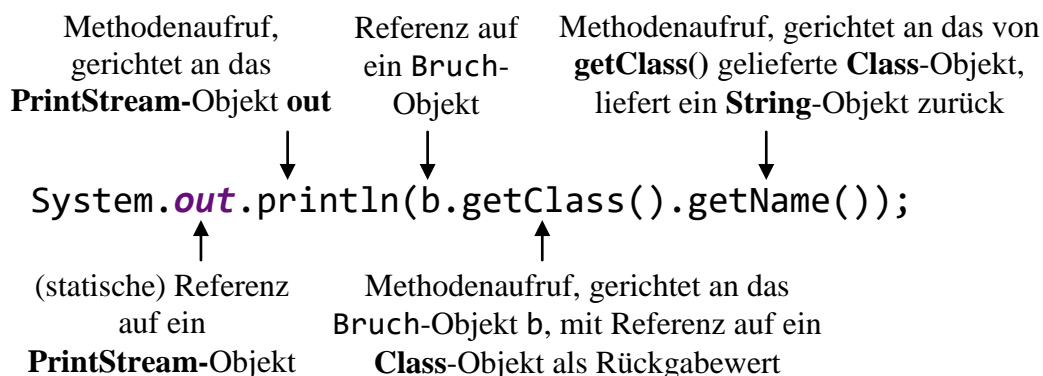 Methodenaufruf,
gerichtet an das
PrintStream-Objekt out
Referenz auf
ein Bruch-
Objekt
Methodenaufruf, gerichtet an das von
getClass() gelieferte Class-Objekt,
liefert ein String-Objekt zurück
System.out.println(b.getClass().getName());
(statische) Referenz
auf ein
PrintStream-Objekt
Methodenaufruf, gerichtet an das
Bruch-Objekt b, mit Referenz auf ein
Class-Objekt als Rückgabewert